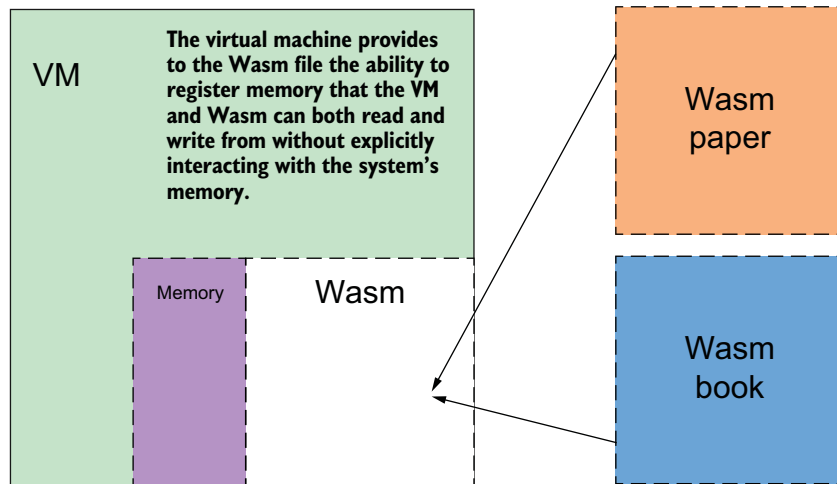 VM
The virtual machine provides
to the Wasm file the ability to
register memory that the VM
and Wasm can both read and
write from without explicitly
interacting with the system's
memory.
Memory
Wasm
Wasm
paper
Wasm
book